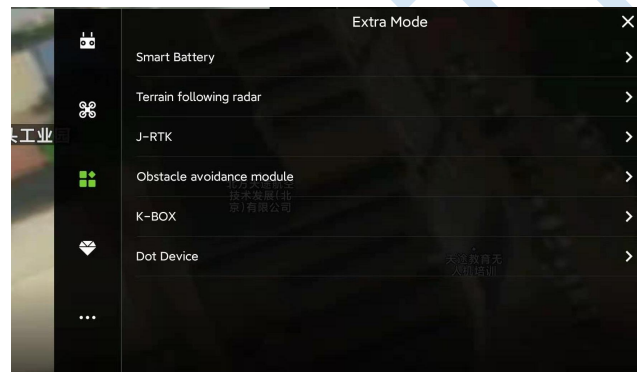 Extra Mode
Smart Battery
Terrain following radar
头工业园
J-RTK
Obstacle avoidance module
北方天途航空
技术发展(北
京)有限公司
K-BOX
Dot Device
天途教育无
人机培训